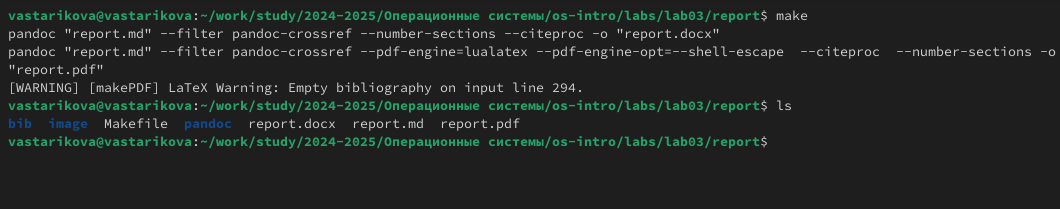 vastarikova@vastarikova:~/work/study/2024-2025/Операционные системы/os-intro/labs/lab03/report$ make
pandoc "report.md" --filter pandoc-crossref --number-sections --citeproc -o "report.docx"
pandoc "report.md" --filter pandoc-crossref --pdf-engine=lualatex --pdf-engine-opt=--shell-escape  --citeproc  --number-sections -o
"report.pdf"
[WARNING] [makePDF] LaTeX Warning: Empty bibliography on input line 294.
vastarikova@vastarikova:~/work/study/2024-2025/Операционные системы/os-intro/labs/lab03/report$ ls
bib  image  Makefile  pandoc  report.docx  report.md  report.pdf
vastarikova@vastarikova:~/work/study/2024-2025/Операционные системы/os-intro/labs/lab03/report$